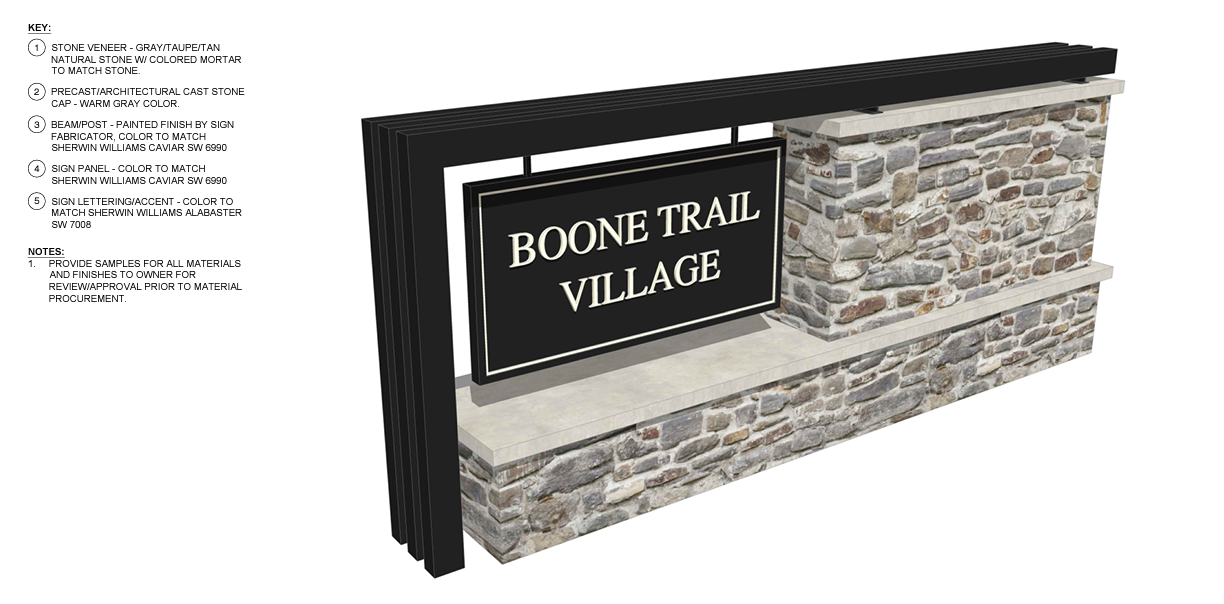 KEY:
1 STONE VENEER - GRAY/TAUPE/TAN
NATURAL STONE W/ COLORED MORTAR
TO MATCH STONE.
2 PRECAST/ARCHITECTURAL CAST STONE
CAP - WARM GRAY COLOR.
3 BEAM/POST - PAINTED FINISH BY SIGN
FABRICATOR, COLOR TO MATCH
SHERWIN WILLIAMS CAVIAR SW 6990
4 SIGN PANEL - COLOR TO MATCH
SHERWIN WILLIAMS CAVIAR SW 6990
5 SIGN LETTERING/ACCENT - COLOR TO
MATCH SHERWIN WILLIAMS ALABASTER
SW 7008
NOTES:
1. PROVIDE SAMPLES FOR ALL MATERIALS
AND FINISHES TO OWNER FOR
REVIEW/APPROVAL PRIOR TO MATERIAL
PROCUREMENT.
BOONE TRAIL
VILLAGE